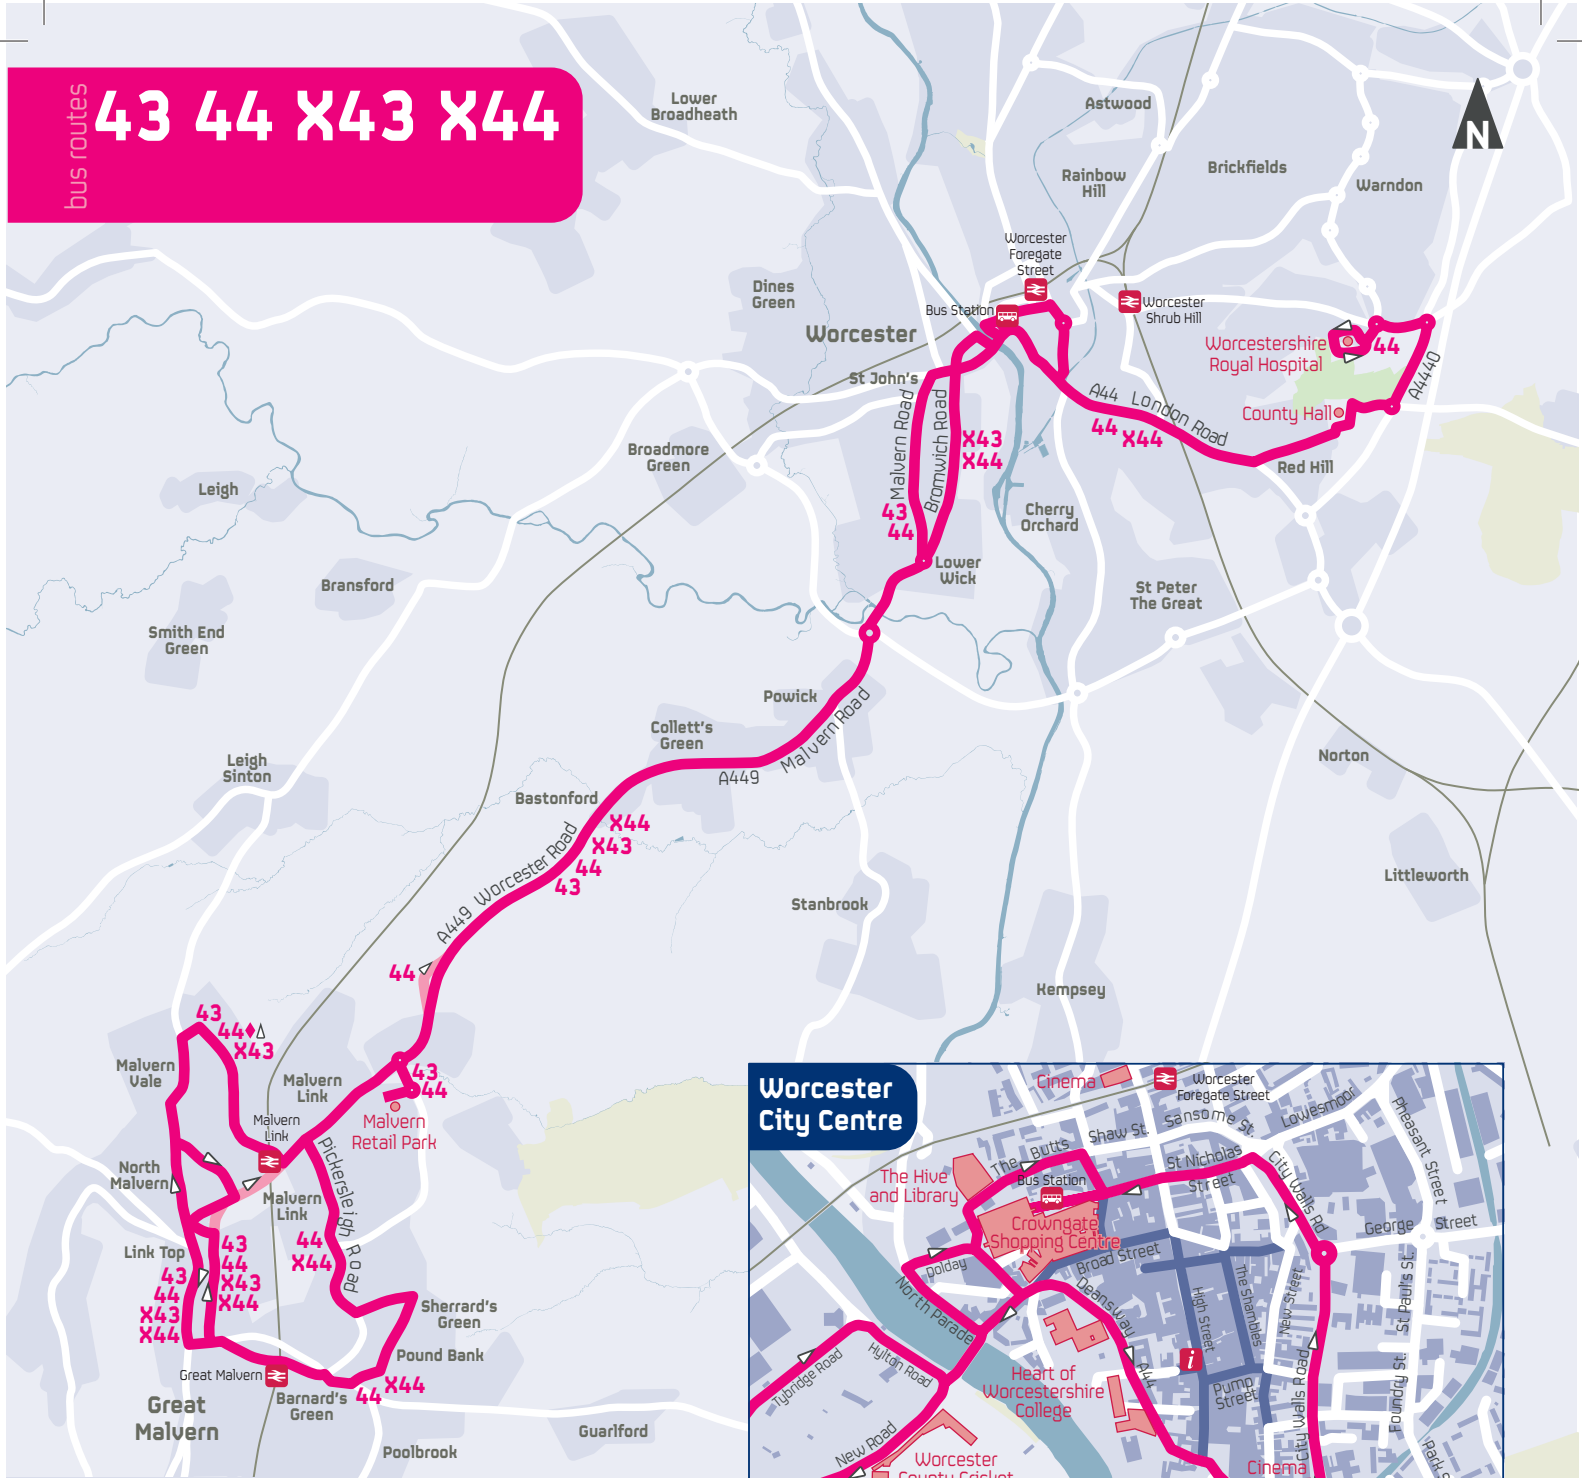 bus routes
43 44 X43 X44
N
Lower
Broadheath
Astwood
Rainbow
Hill
Brickfields
Warndon
Worcester
Foregate
Street
Dines
Green
Bus Station
Worcester
Shrub Hill
Worcester
Worcestershire
Royal Hospital
44
A4440
St John's
County Hall
A44 London Road
44 X44
Red Hill
Malvern Road
Bromwich Road
X43
X44
Broadmore
Green
43
44
Leigh
Cherry
Orchard
Bransford
Lower
Wick
St Peter
The Great
Smith End
Green
Powick
Malvern Road
Collett's
Green
A449
Norton
Leigh
Sinton
Bastonford
X44
X43
44
43
A449 Worcester Road
Littleworth
Stanbrook
44
Kempsey
43
44
X43
Malvern
Vale
Malvern
Link
43
44
Malvern
Link
Malvern
Retail Park
Pickersleigh Road
North
Malvern
Malvern
Link
Link Top
43
44
X43
X44
43
44
X43
X44
44
X44
Sherrard's
Green
Pound Bank
Great Malvern
44 X44
Barnard's
Green
Great
Malvern
Poolbrook
Guarlford
Worcester
City Centre
Cinema
Worcester
Foregate Street
Lowesmoor
Sansome St.
Shaw St.
Pheasant Street
The Butts
St Nicholas
Street
City Walls Rd
The Hive
and Library
Bus Station
Crowngate
Shopping Centre
George Street
Broad Street
Dolday
North Parade
Deansway
A44
High Street
The Shambles
New Street
St Paul's St.
Tybridge Road
Hylton Road
Heart of
Worcestershire
College
i
Pump
Street
City Walls Road
Foundry St.
New Road
Park S
Worcester
County Cricket
Cinema